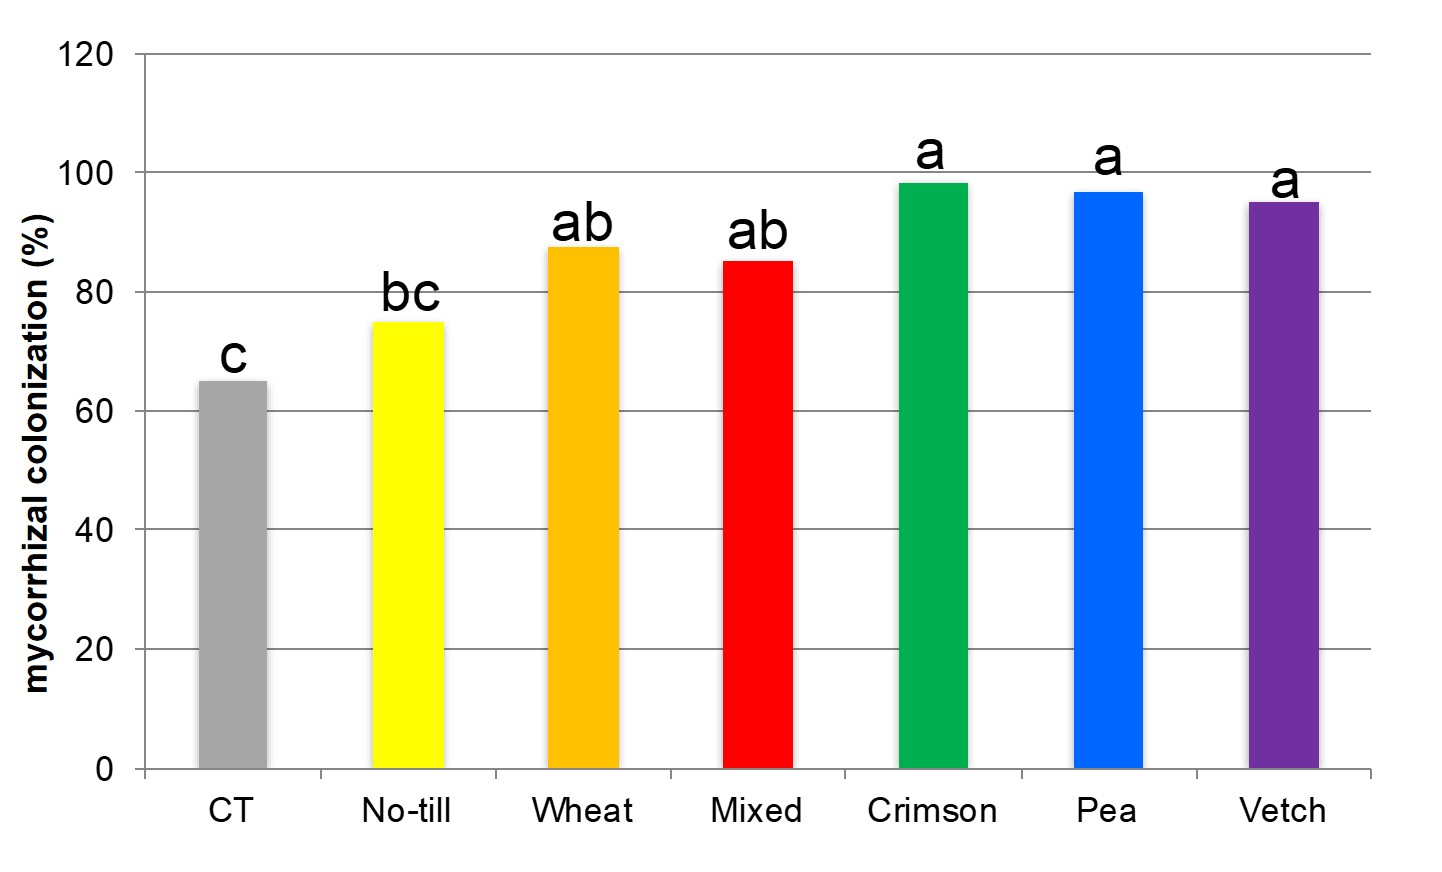 mycorrhizal colonization (%)
120
100
80
60
40
20
0
c
bc
ab
ab
a
a
a
CT
No-till
Wheat
Mixed
Crimson
Pea
Vetch